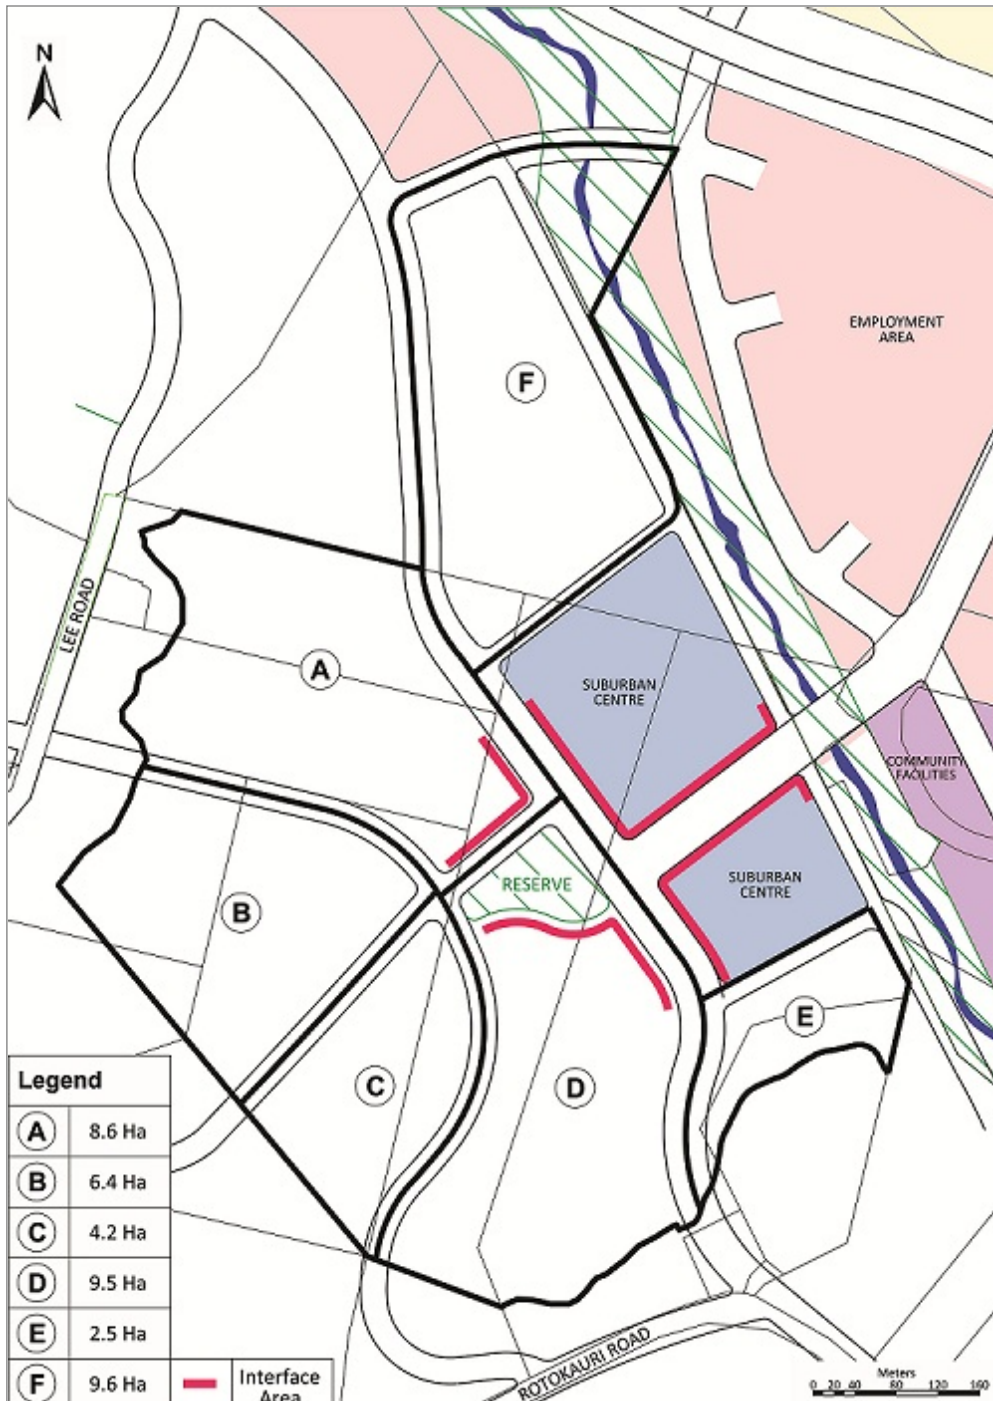 N
EMPLOYMENT
AREA
F
LEE ROAD
A
SUBURBAN
CENTRE
COMMUNITY
FACILITIES
RESERVE
SUBURBAN
CENTRE
B
E
C
D
Legend
A 8.6 Ha
B 6.4 Ha
C 4.2 Ha
D 9.5 Ha
E 2.5 Ha
F 9.6 Ha
Interface
Area
ROTOKAURI ROAD
Meters
0 20 40 80 120 160